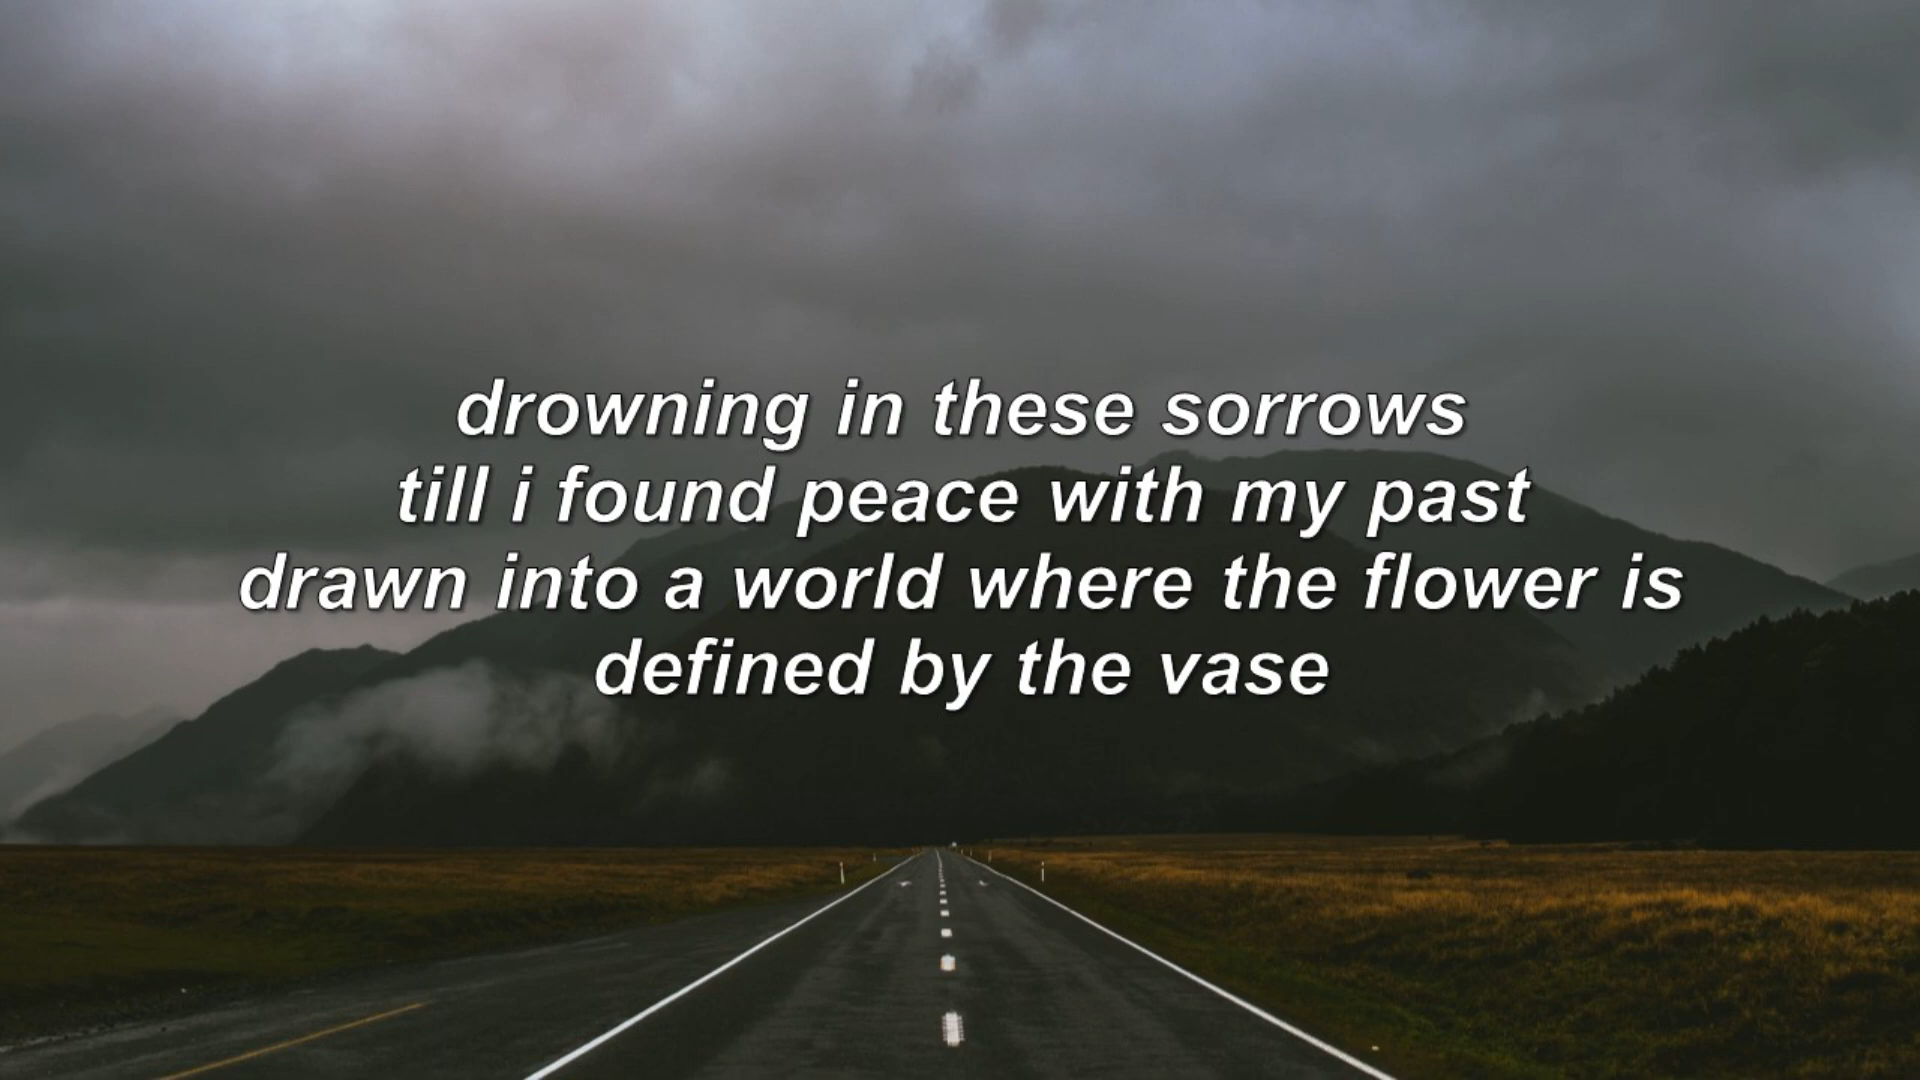 drowning in these sorrows
till i found peace with my past
drawn into a world where the flower is
defined by the vase